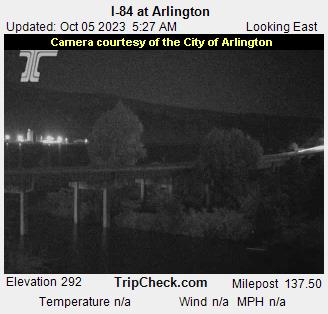 I-84 at Arlington
Updated: Oct 05 2023 5:27 AM Looking East
Camera courtesy of the City of Arlington
Elevation 292 TripCheck.com Milepost 137.50
Temperature n/a Wind n/a MPH n/a